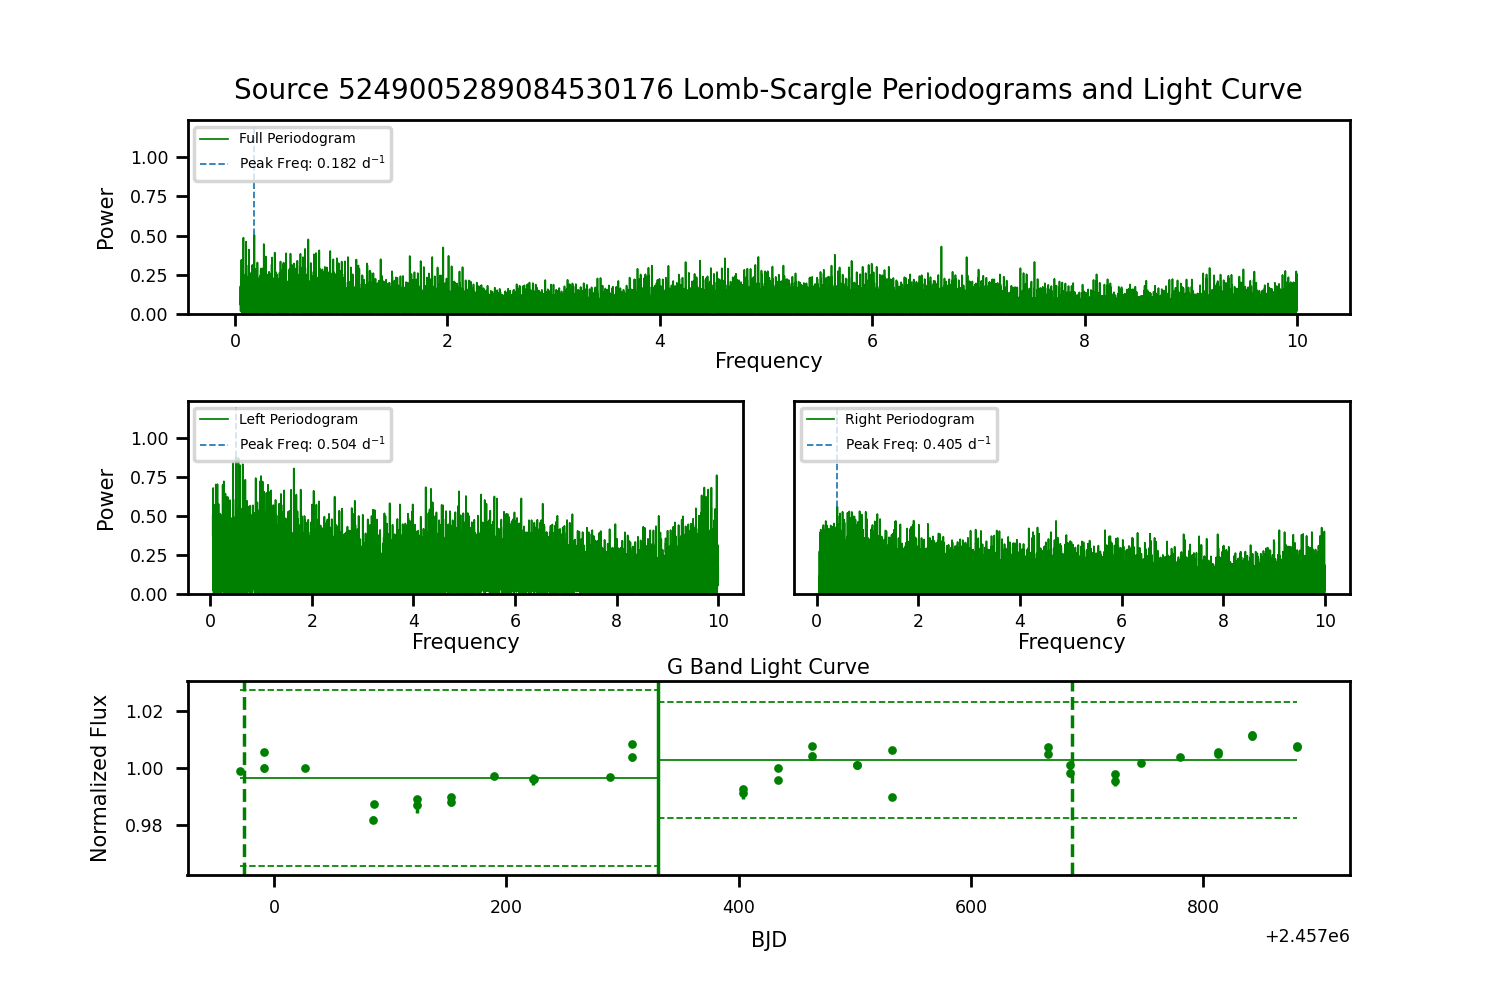 Source 5249005289084530176 Lomb-Scargle Periodograms and Light Curve
Full Periodogram
Peak Freq: 0.182 d⁻¹
Power
1.00
0.75
0.50
0.25
0.00
0 2 4 6 8 10
Frequency
Left Periodogram
Peak Freq: 0.504 d⁻¹
Power
1.00
0.75
0.50
0.25
0.00
0 2 4 6 8 10
Frequency
Right Periodogram
Peak Freq: 0.405 d⁻¹
0 2 4 6 8 10
Frequency
G Band Light Curve
Normalized Flux
1.02
1.00
0.98
0 200 400 600 800
BJD
+2.457e6